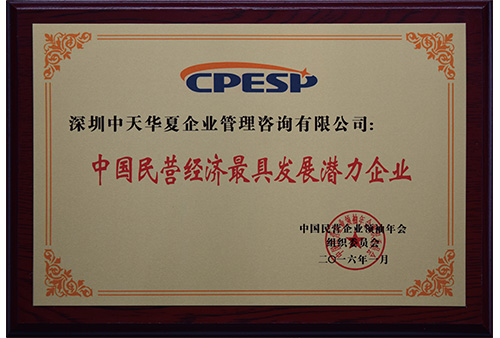 CPESP
深圳中天华夏企业管理咨询有限公司：
中国民营经济最具发展潜力企业
中国民营企业领袖年会
组织委员会
二〇一六年一月